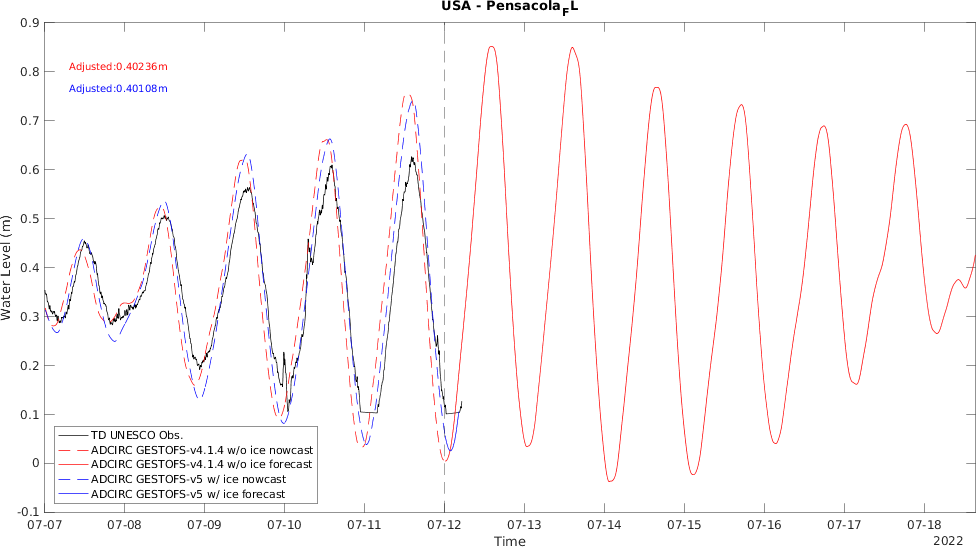 USA - Pensacola_FL
0.9
0.8
0.7
0.6
0.5
0.4
0.3
0.2
0.1
0
-0.1
Water Level (m)
Adjusted:0.40236m
Adjusted:0.40108m
TD UNESCO Obs.
ADCIRC GESTOFS-v4.1.4 w/o ice nowcast
ADCIRC GESTOFS-v4.1.4 w/o ice forecast
ADCIRC GESTOFS-v5 w/ ice nowcast
ADCIRC GESTOFS-v5 w/ ice forecast
07-07 07-08 07-09 07-10 07-11 07-12 07-13 07-14 07-15 07-16 07-17 07-18
Time
2022